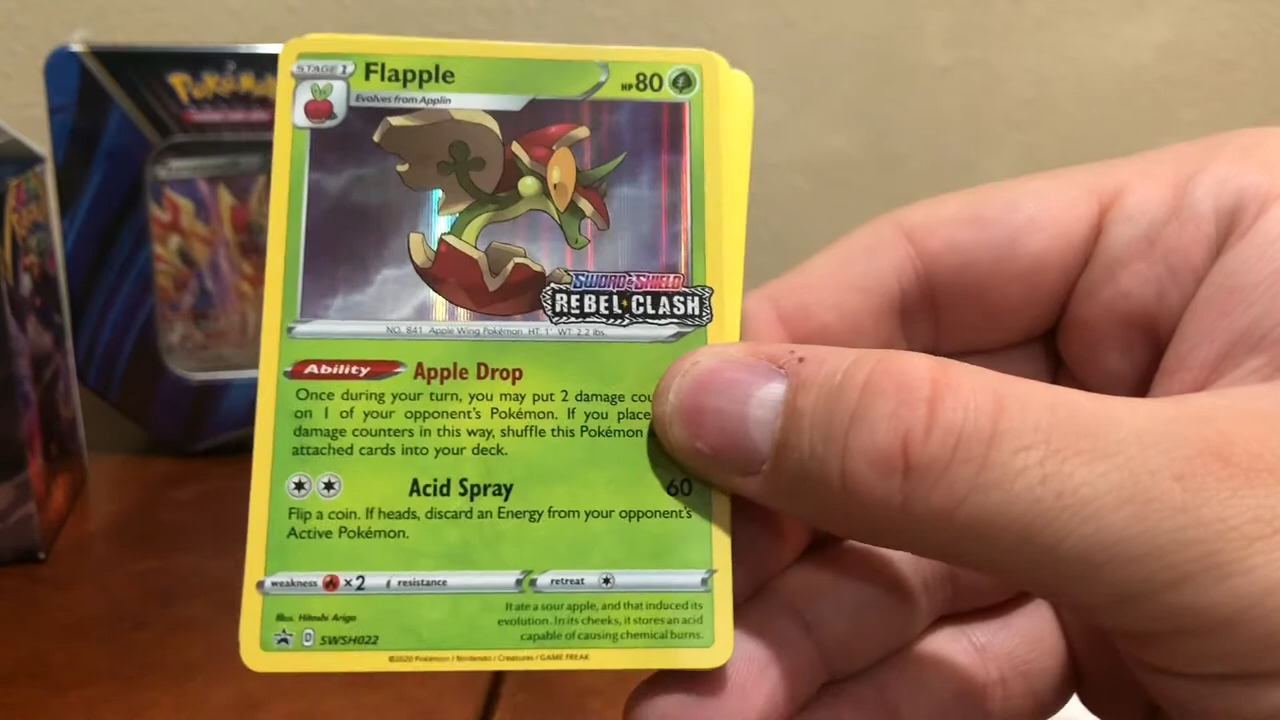 Pokémon
STAGE 1
Flapple
HP 80
Evolves from Applin
SWORD & SHIELD
REBEL CLASH
NO. 841 Apple Wing Pokémon HT: 1' WT: 2.2 lbs.
Ability Apple Drop
Once during your turn, you may put 2 damage cou
on 1 of your opponent's Pokémon. If you place
damage counters in this way, shuffle this Pokémon
attached cards into your deck.
Acid Spray 60
Flip a coin. If heads, discard an Energy from your opponent's
Active Pokémon.
weakness ×2 resistance retreat
Illus. Hitoshi Ariga
It ate a sour apple, and that induced its
evolution. In its cheeks, it stores an acid
capable of causing chemical burns.
D SWSH022
©2020 Pokémon / Nintendo / Creatures / GAME FREAK